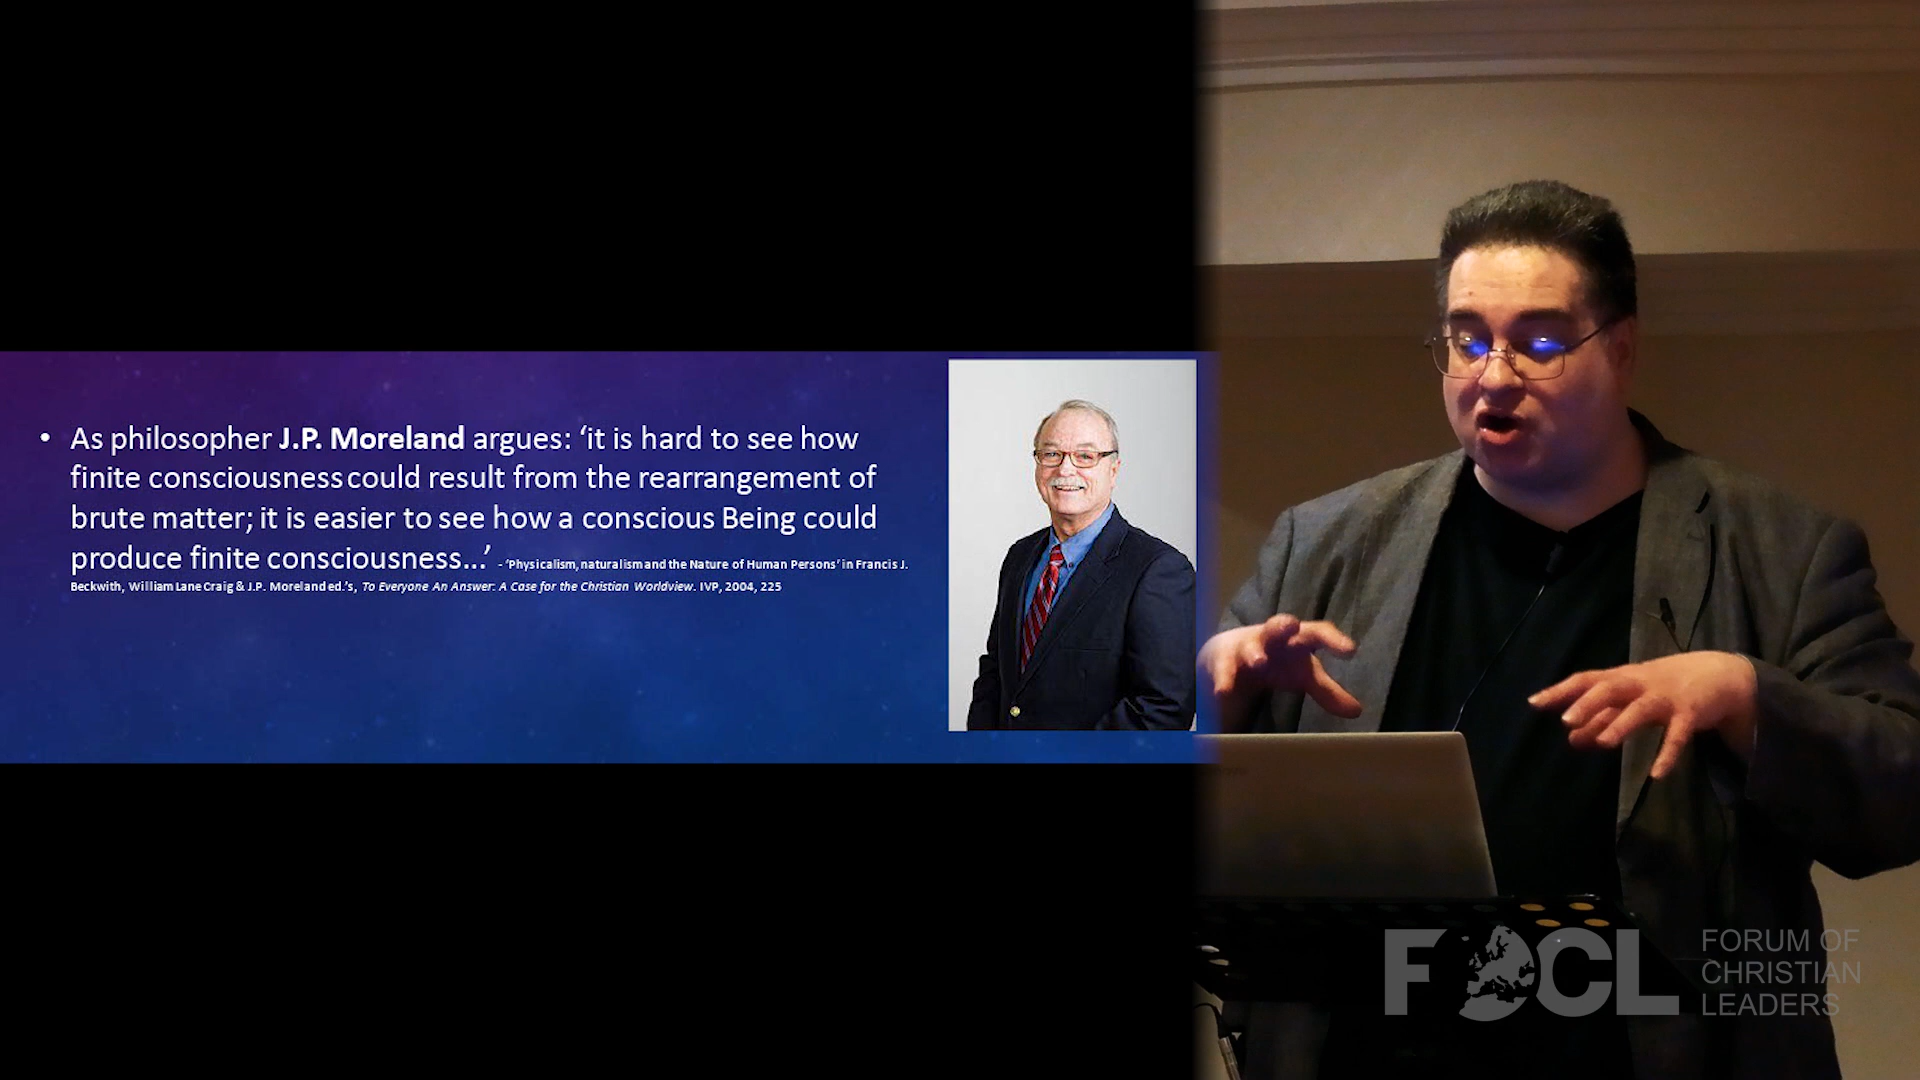 • As philosopher J.P. Moreland argues: ‘it is hard to see how
finite consciousness could result from the rearrangement of
brute matter; it is easier to see how a conscious Being could
produce finite consciousness...’ - ‘Physicalism, naturalism and the Nature of Human Persons’ in Francis J.
Beckwith, William Lane Craig & J.P. Moreland ed.’s, To Everyone An Answer: A Case for the Christian Worldview. IVP, 2004, 225
FOCL
FORUM OF
CHRISTIAN
LEADERS